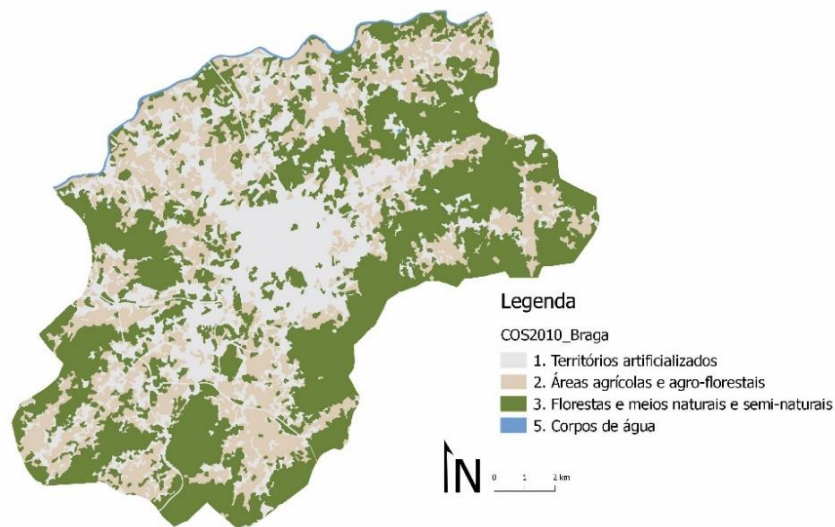 Legenda
COS2010_Braga
1. Territórios artificializados
2. Áreas agrícolas e agro-florestais
3. Florestas e meios naturais e semi-naturais
5. Corpos de água
N
0 1 2 km